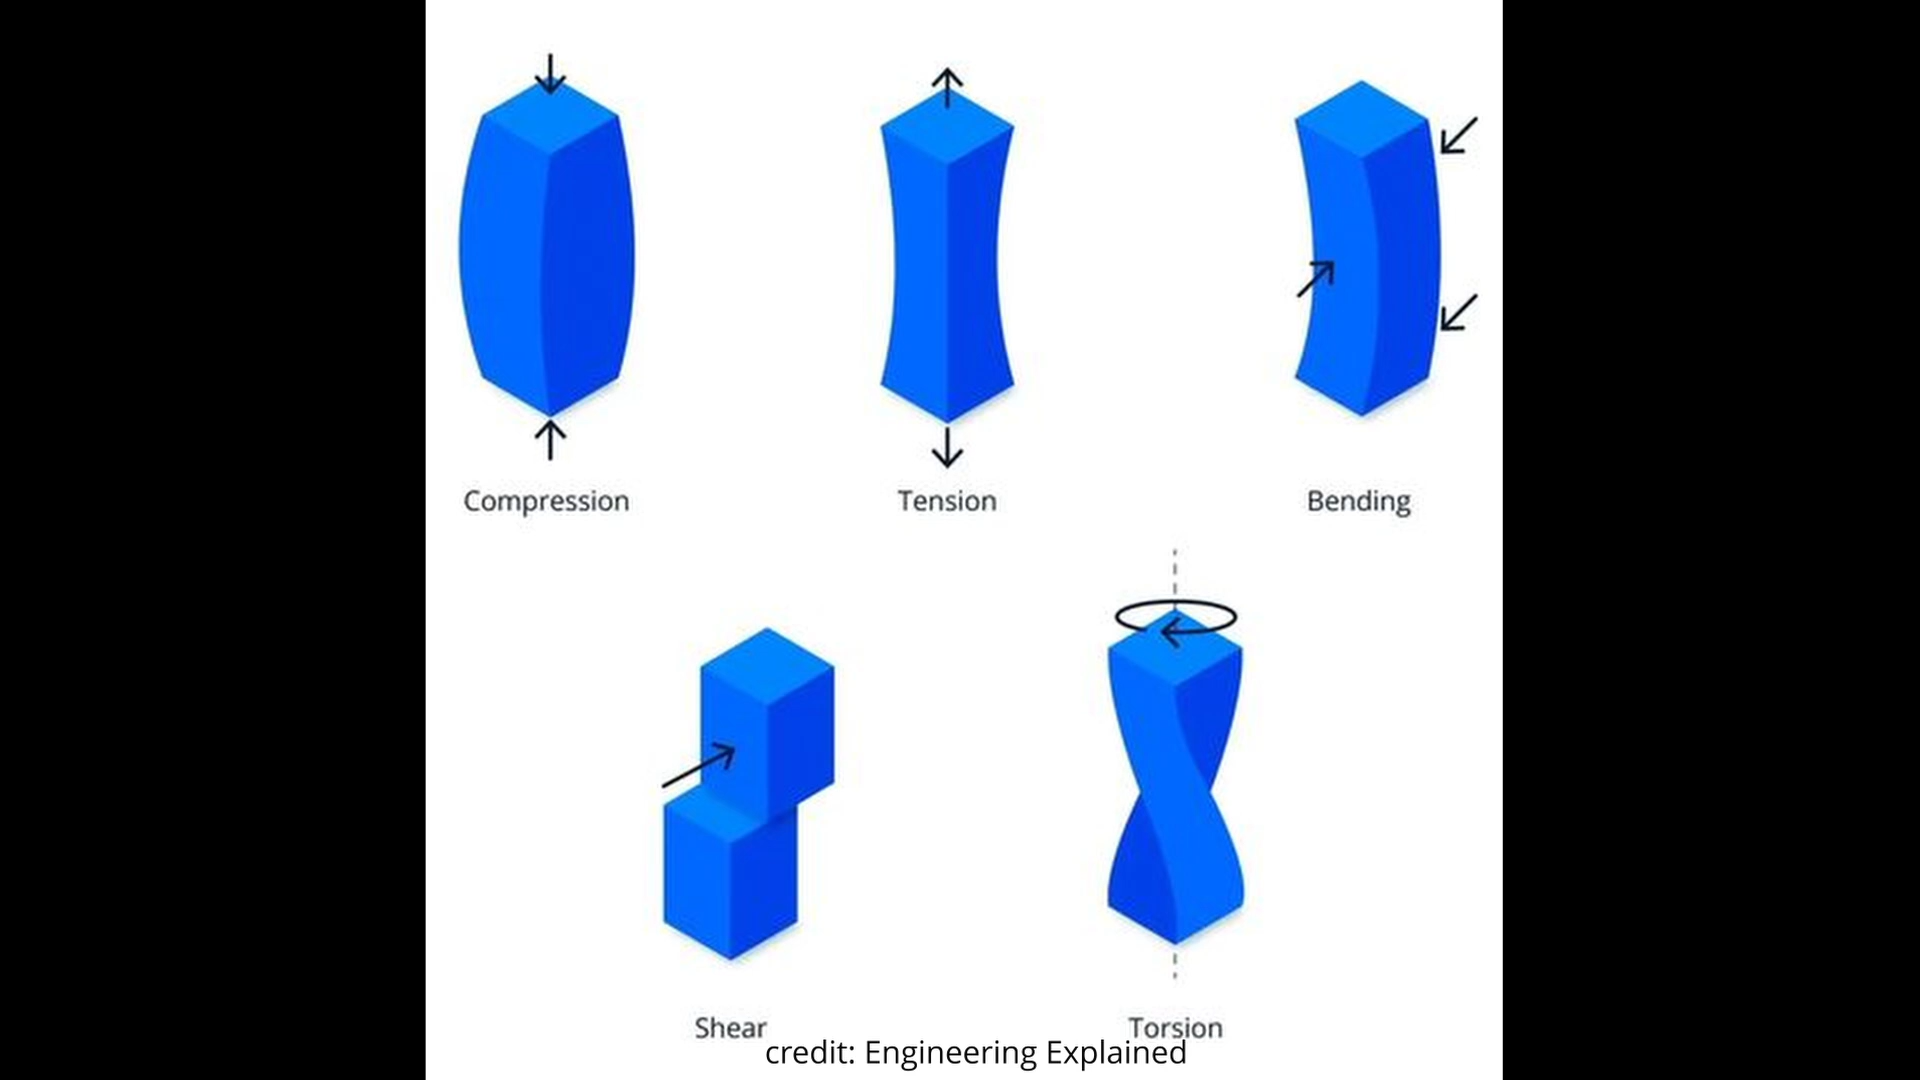 Compression
Tension
Bending
Shear
Torsion
credit: Engineering Explained